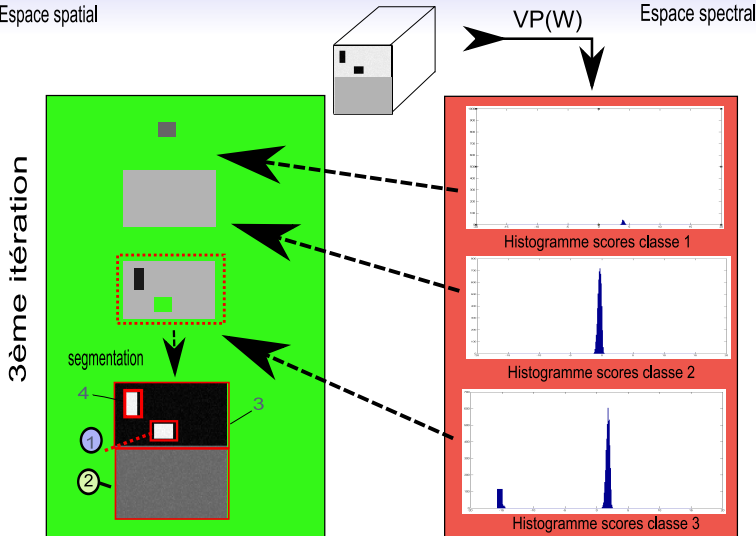 Espace spatial
VP(W)
Espace spectral
3ème itération
Histogramme scores classe 1
Histogramme scores classe 2
segmentation
4
3
1
2
Histogramme scores classe 3